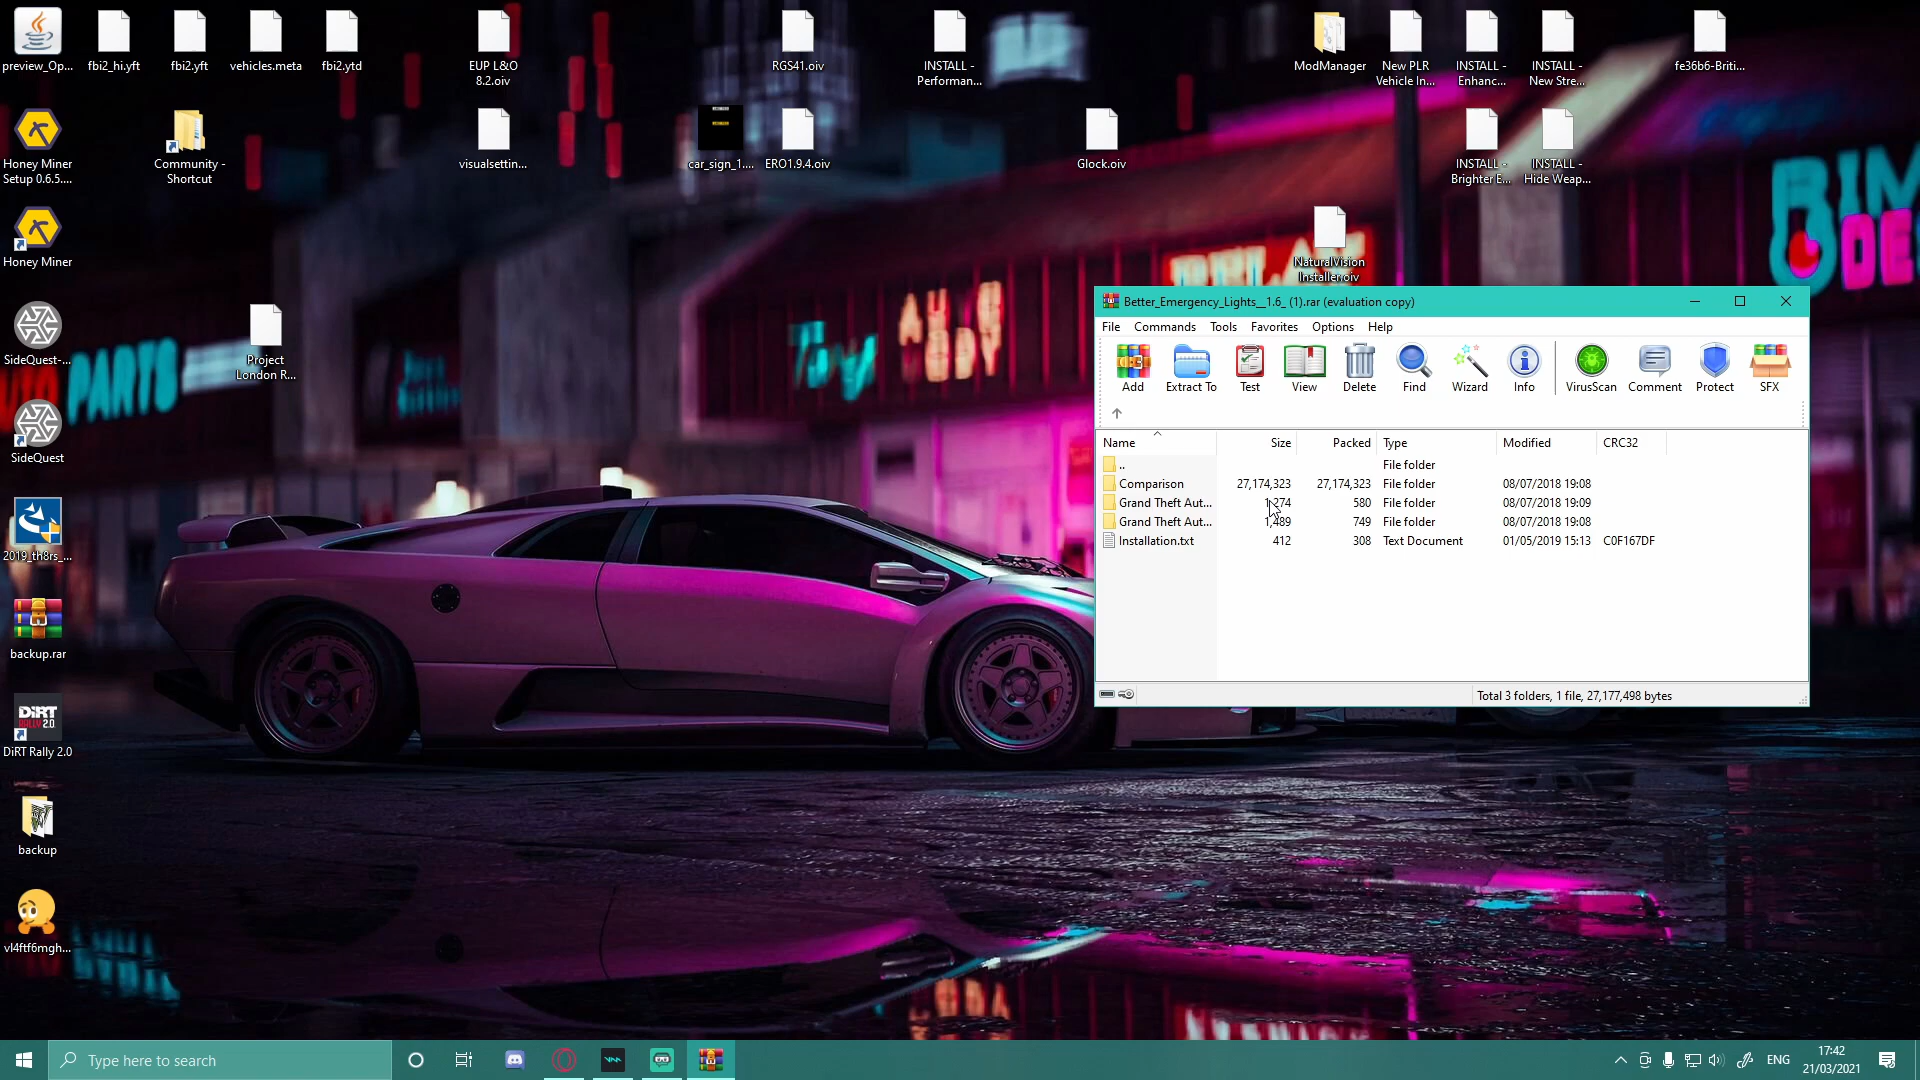 preview_Op...
fbi2_hi.yft
fbi2.yft
vehicles.meta
fbi2.ytd
EUP L&O
8.2.oiv
RGS41.oiv
INSTALL -
Performan...
ModManager
New PLR
Vehicle In...
INSTALL -
Enhanc...
INSTALL -
New Stre...
fe36b6-Briti...
Honey Miner
Setup 0.6.5....
Community -
Shortcut
visualsettin...
car_sign_1....
ERO1.9.4.oiv
Glock.oiv
INSTALL -
Brighter E...
INSTALL -
Hide Weap...
Honey Miner
NaturalVision
Installer.oiv
SideQuest-...
Project
London R...
SideQuest
2019_th8rs_...
backup.rar
DiRT
RALLY 2.0
DiRT Rally 2.0
backup
vl4ftf6mgh...
PARTS
Toys
BIM
DE
Better_Emergency_Lights__1.6_ (1).rar (evaluation copy)
File Commands Tools Favorites Options Help
Add Extract To Test View Delete Find Wizard Info VirusScan Comment Protect SFX
Name Size Packed Type Modified CRC32
.. File folder
Comparison 27,174,323 27,174,323 File folder 08/07/2018 19:08
Grand Theft Aut... 1,274 580 File folder 08/07/2018 19:09
Grand Theft Aut... 1,489 749 File folder 08/07/2018 19:08
Installation.txt 412 308 Text Document 01/05/2019 15:13 C0F167DF
Total 3 folders, 1 file, 27,177,498 bytes
Type here to search
ENG
17:42
21/03/2021